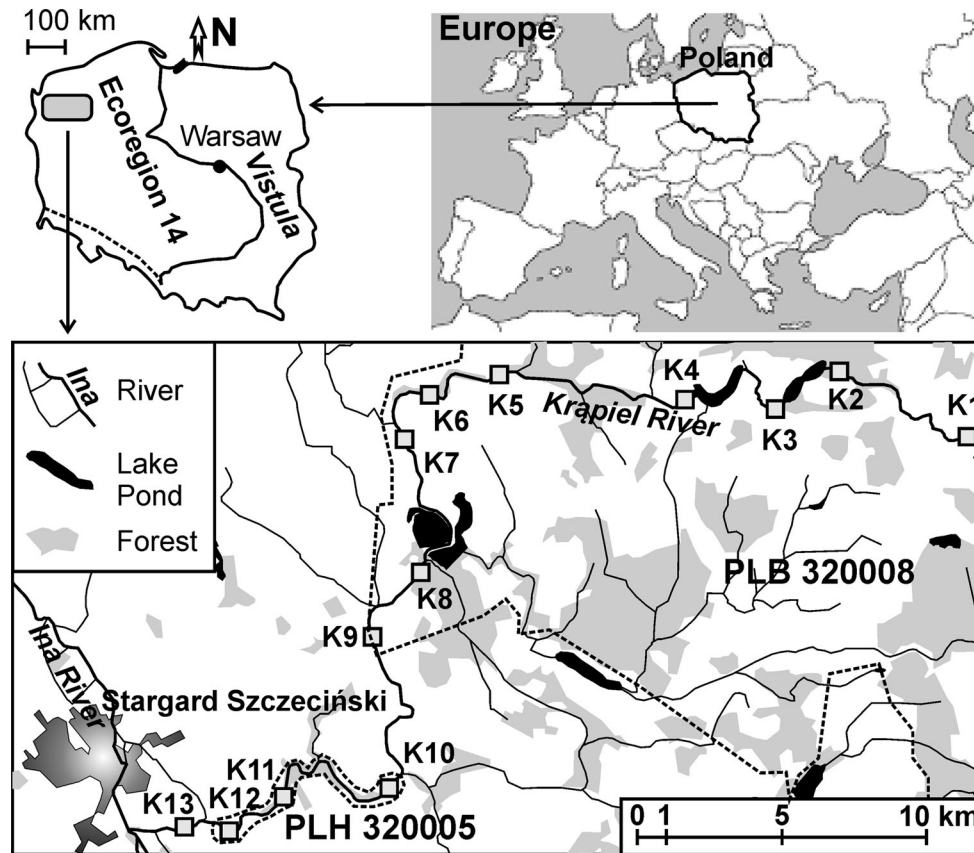 100 km
N
Europe
Poland
Ecoregion 14
Warsaw
Vistula
Ina
River
Lake
Pond
Forest
K6
K5
K4
K2
K1
Krąpiel River
K3
K7
K8
PLB 320008
K9
Ina River
Stargard Szczeciński
K10
K11
K12
K13
PLH 320005
0 1 5 10 km